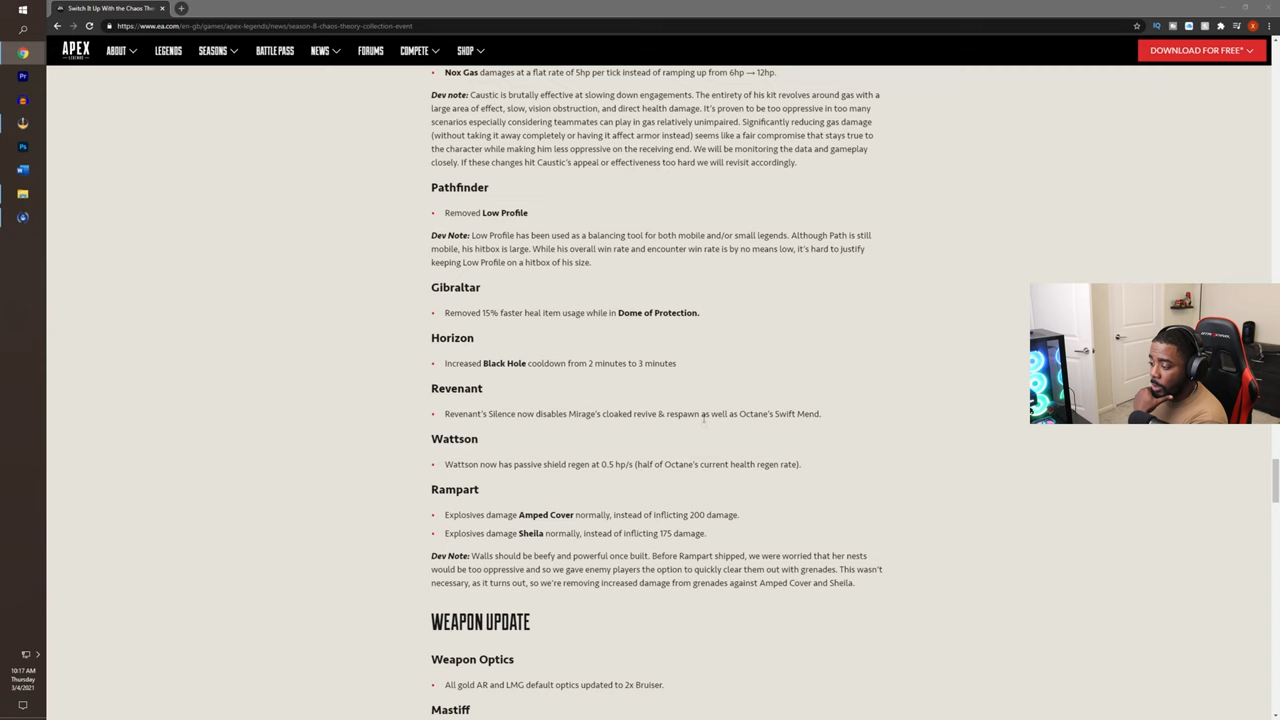 Switch It Up With the Chaos The
https://www.ea.com/en-gb/games/apex-legends/news/season-8-chaos-theory-collection-event
APEX
LEGENDS
ABOUT
LEGENDS
SEASONS
BATTLE PASS
NEWS
FORUMS
COMPETE
SHOP
DOWNLOAD FOR FREE*
• Nox Gas damages at a flat rate of 5hp per tick instead of ramping up from 6hp → 12hp.
Dev note: Caustic is brutally effective at slowing down engagements. The entirety of his kit revolves around gas with a
large area of effect, slow, vision obstruction, and direct health damage. It's proven to be too oppressive in too many
scenarios especially considering teammates can play in gas relatively unimpaired. Significantly reducing gas damage
(without taking it away completely or having it affect armor instead) seems like a fair compromise that stays true to
the character while making him less oppressive on the receiving end. We will be monitoring the data and gameplay
closely. If these changes hit Caustic's appeal or effectiveness too hard we will revisit accordingly.
Pathfinder
• Removed Low Profile
Dev Note: Low Profile has been used as a balancing tool for both mobile and/or small legends. Although Path is still
mobile, his hitbox is large. While his overall win rate and encounter win rate is by no means low, it's hard to justify
keeping Low Profile on a hitbox of his size.
Gibraltar
• Removed 15% faster heal item usage while in Dome of Protection.
Horizon
• Increased Black Hole cooldown from 2 minutes to 3 minutes
Revenant
• Revenant's Silence now disables Mirage's cloaked revive & respawn as well as Octane's Swift Mend.
Wattson
• Wattson now has passive shield regen at 0.5 hp/s (half of Octane's current health regen rate).
Rampart
• Explosives damage Amped Cover normally, instead of inflicting 200 damage.
• Explosives damage Sheila normally, instead of inflicting 175 damage.
Dev Note: Walls should be beefy and powerful once built. Before Rampart shipped, we were worried that her nests
would be too oppressive and so we gave enemy players the option to quickly clear them out with grenades. This wasn't
necessary, as it turns out, so we're removing increased damage from grenades against Amped Cover and Sheila.
WEAPON UPDATE
Weapon Optics
• All gold AR and LMG default optics updated to 2x Bruiser.
Mastiff
10:17 AM
Thursday
3/4/2021